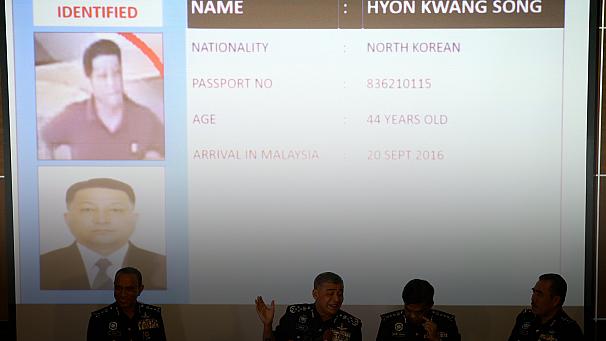 IDENTIFIED
NAME : HYON KWANG SONG
NATIONALITY : NORTH KOREAN
PASSPORT NO : 836210115
AGE : 44 YEARS OLD
ARRIVAL IN MALAYSIA : 20 SEPT 2016